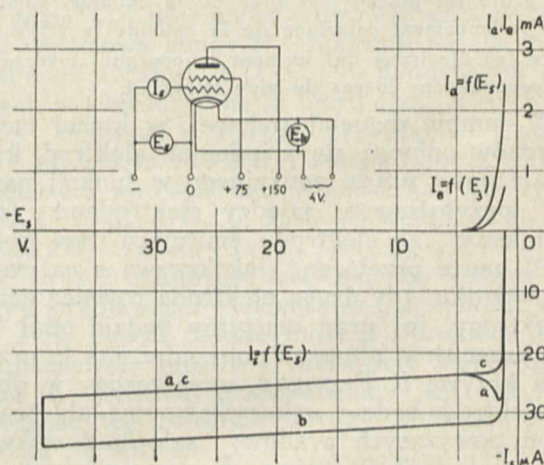 Iₐ, Iₑ mA
3
Iₐ=f(Eₛ)
2
Iₛ
Eₛ
Eₕ
1
Iₑ=f(Eₛ)
– 0 +75 +150 4V.
-Eₛ
V. 30 20 10 0
10
Iₛ=f(Eₛ)
20
c
a, c
a
b
30
-Iₛ μA